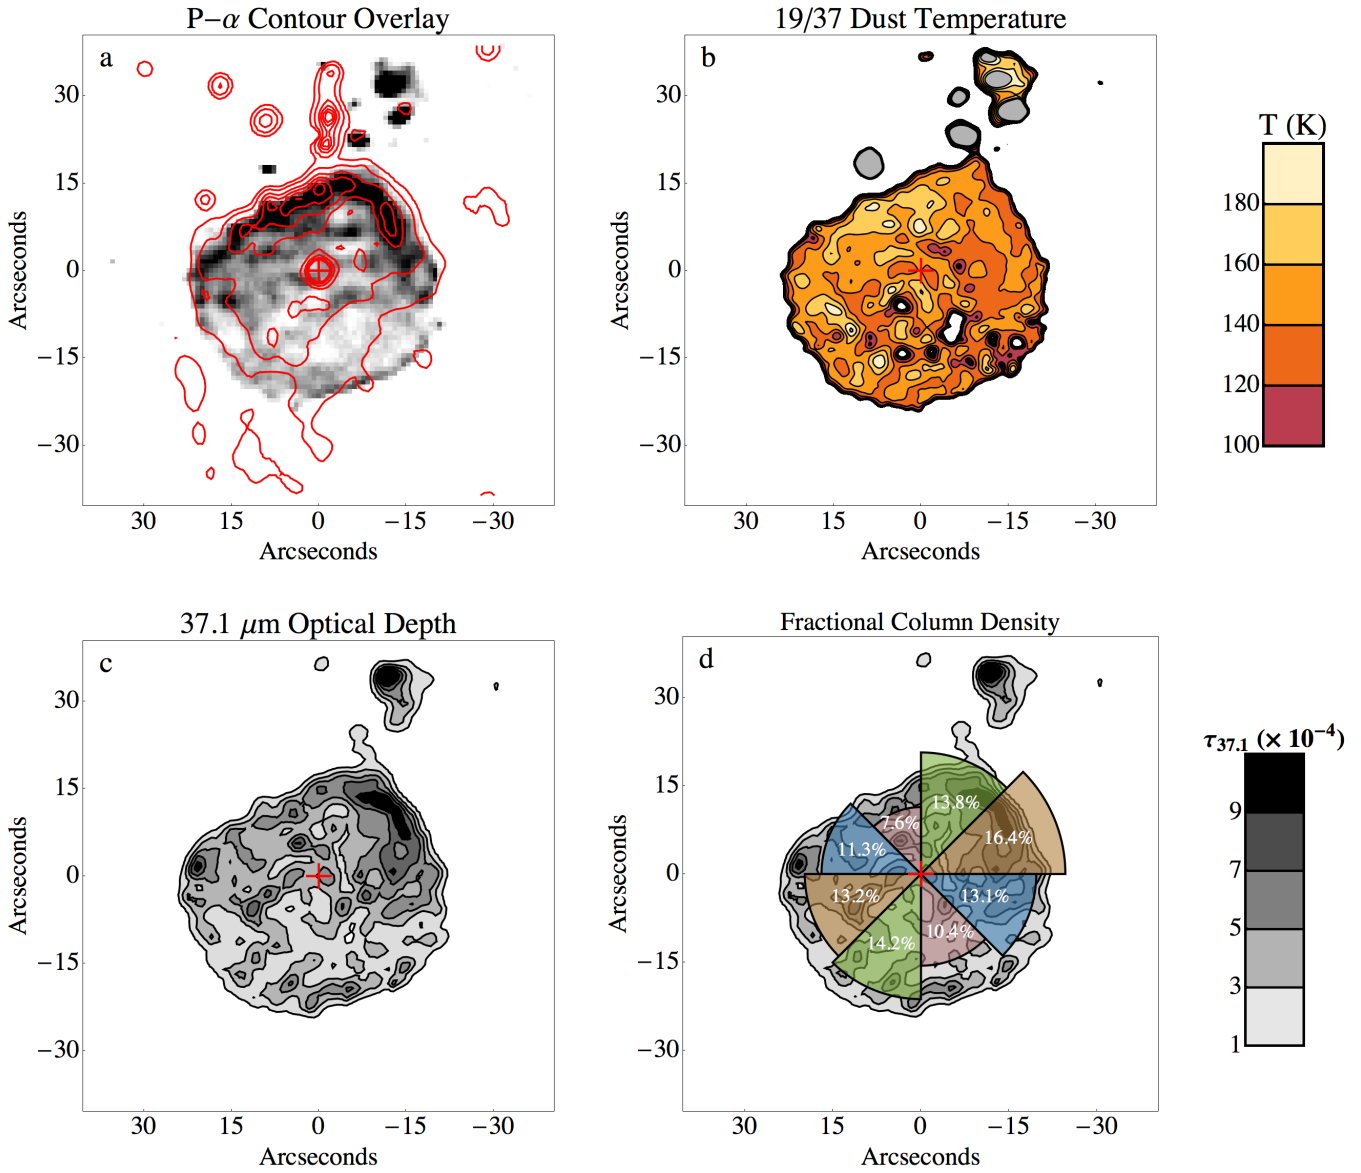 P−α Contour Overlay
19/37 Dust Temperature
a
30
15
0
−15
−30
Arcseconds
30 15 0 −15 −30
Arcseconds
b
30
15
0
−15
−30
Arcseconds
30 15 0 −15 −30
Arcseconds
T (K)
180
160
140
120
100
37.1 μm Optical Depth
Fractional Column Density
c
30
15
0
−15
−30
Arcseconds
30 15 0 −15 −30
Arcseconds
d
30
15
0
−15
−30
Arcseconds
13.8%
7.6%
16.4%
11.3%
13.2%
13.1%
10.4%
14.2%
30 15 0 −15 −30
Arcseconds
τ37.1 (× 10−4)
9
7
5
3
1